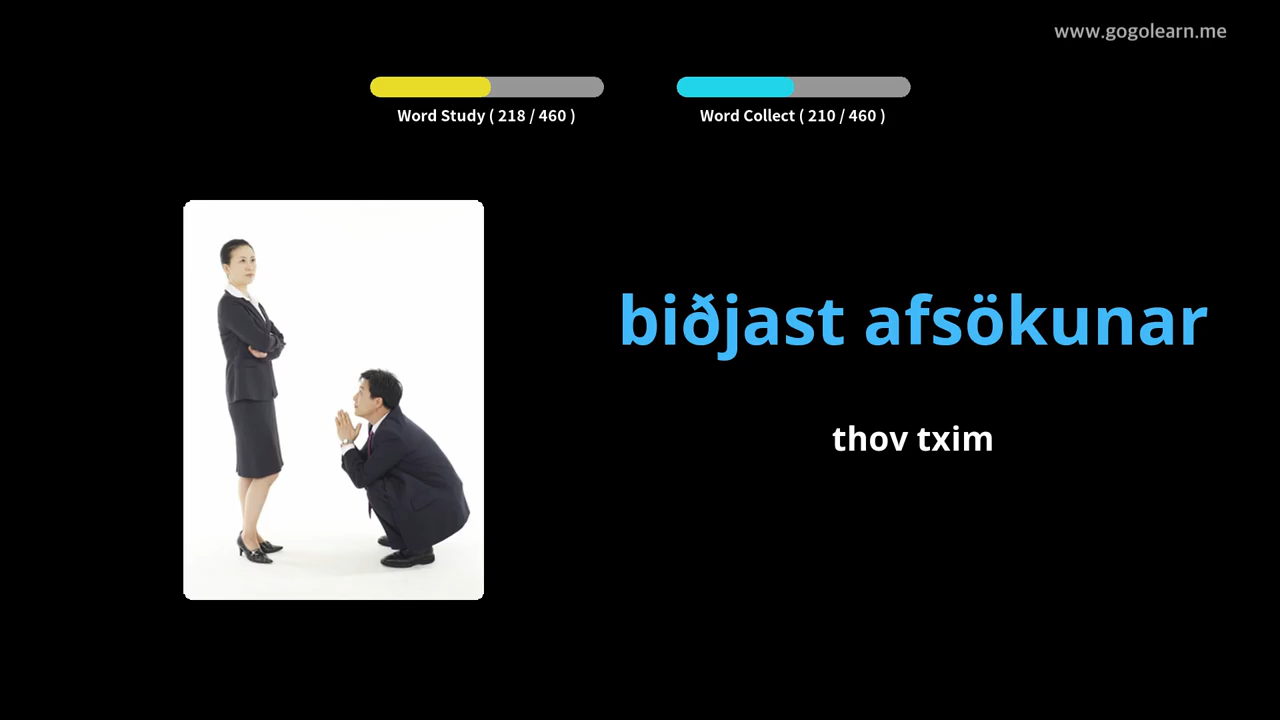 www.gogolearn.me
Word Study ( 218 / 460 )
Word Collect ( 210 / 460 )
biðjast afsökunar
thov txim